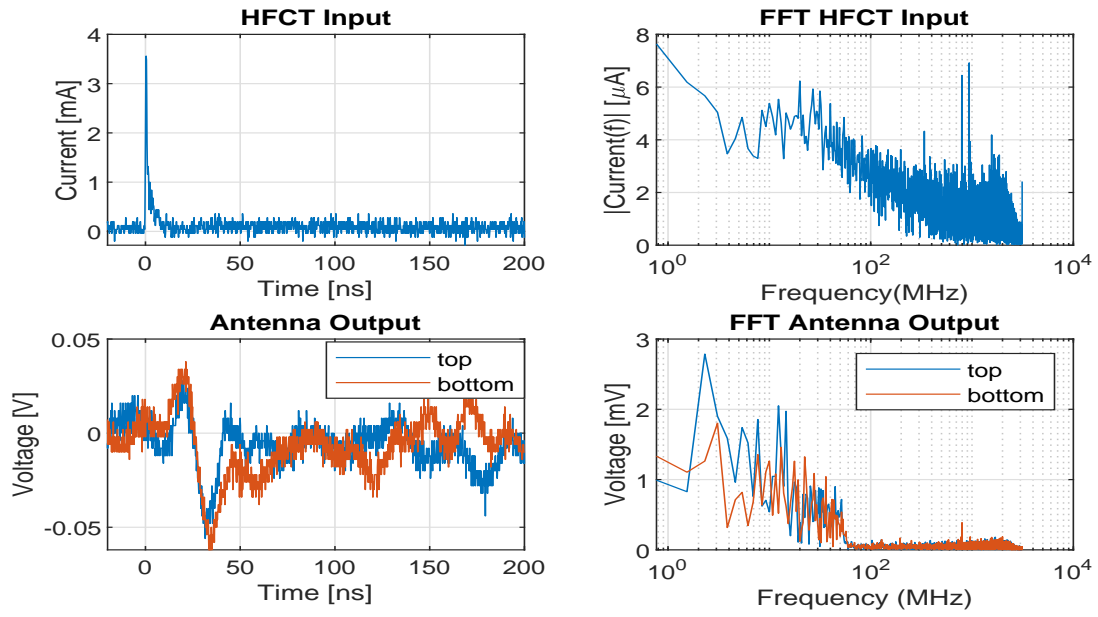 HFCT Input
4
3
2
1
0
Current [mA]
0
50
100
150
200
Time [ns]
FFT HFCT Input
8
6
4
2
0
|Current(f)| [μA]
10^0
10^2
10^4
Frequency(MHz)
Antenna Output
0.05
0
-0.05
Voltage [V]
top
bottom
0
50
100
150
200
Time [ns]
FFT Antenna Output
3
2
1
0
Voltage [mV]
top
bottom
10^0
10^2
10^4
Frequency (MHz)